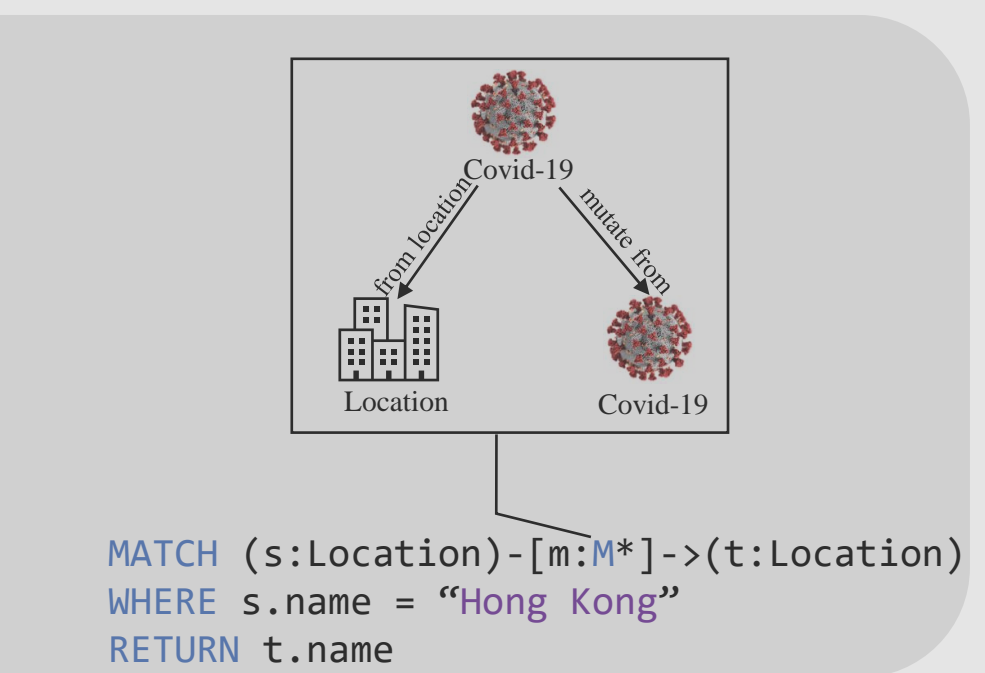 Covid-19
from location
mutate from
Location
Covid-19
MATCH (s:Location)-[m:M*]->(t:Location)
WHERE s.name = “Hong Kong”
RETURN t.name